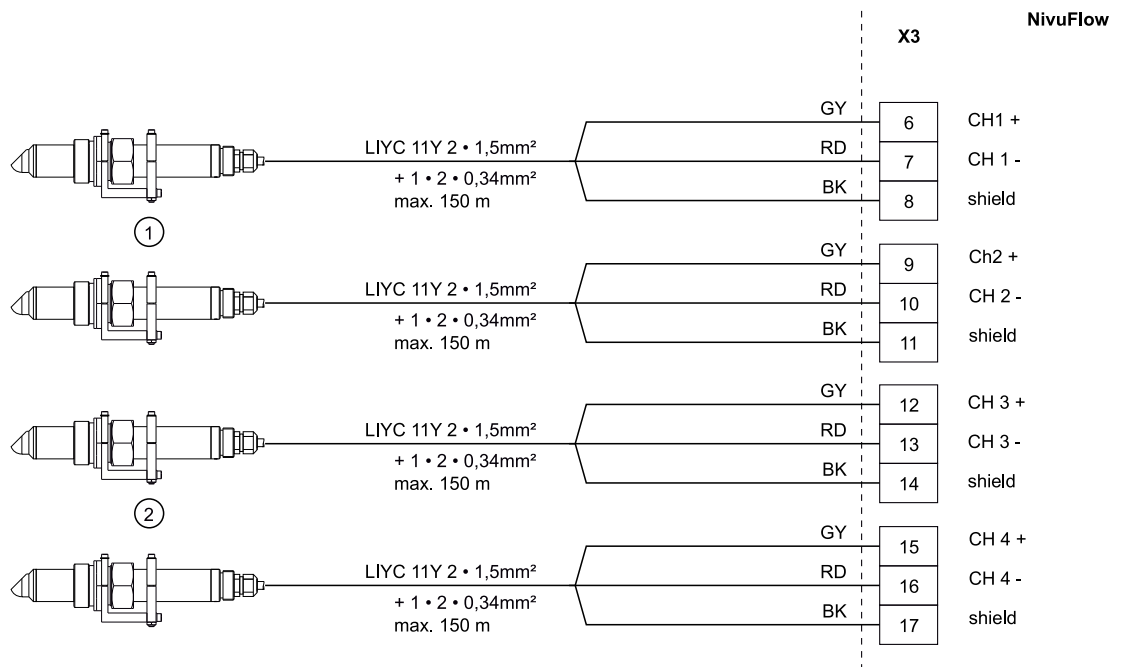 NivuFlow
X3
GY 6 CH1 +
LIYC 11Y 2 • 1,5mm² RD 7 CH 1 -
+ 1 • 2 • 0,34mm²
max. 150 m BK 8 shield
1
GY 9 Ch2 +
LIYC 11Y 2 • 1,5mm² RD 10 CH 2 -
+ 1 • 2 • 0,34mm²
max. 150 m BK 11 shield
GY 12 CH 3 +
LIYC 11Y 2 • 1,5mm² RD 13 CH 3 -
+ 1 • 2 • 0,34mm²
max. 150 m BK 14 shield
2
GY 15 CH 4 +
LIYC 11Y 2 • 1,5mm² RD 16 CH 4 -
+ 1 • 2 • 0,34mm²
max. 150 m BK 17 shield